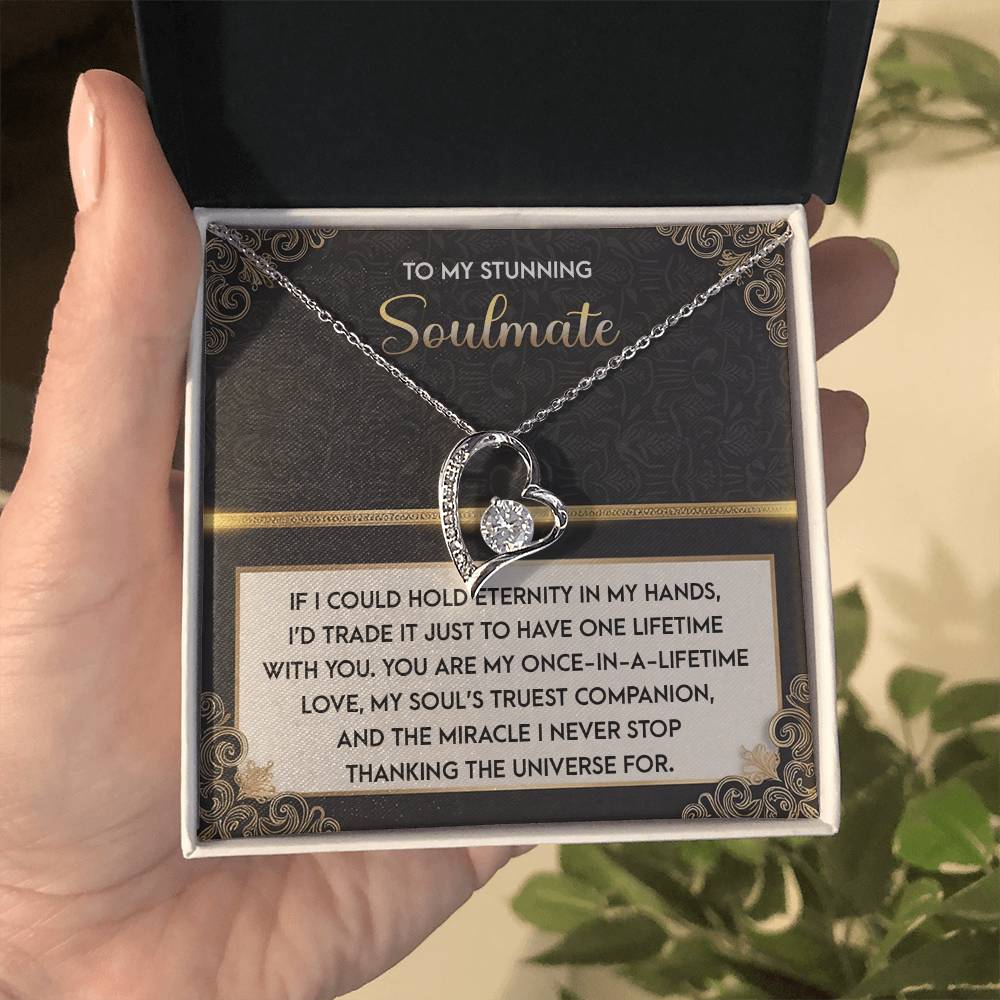 TO MY STUNNING
Soulmate
IF I COULD HOLD ETERNITY IN MY HANDS,
I'D TRADE IT JUST TO HAVE ONE LIFETIME
WITH YOU. YOU ARE MY ONCE-IN-A-LIFETIME
LOVE, MY SOUL'S TRUEST COMPANION,
AND THE MIRACLE I NEVER STOP
THANKING THE UNIVERSE FOR.